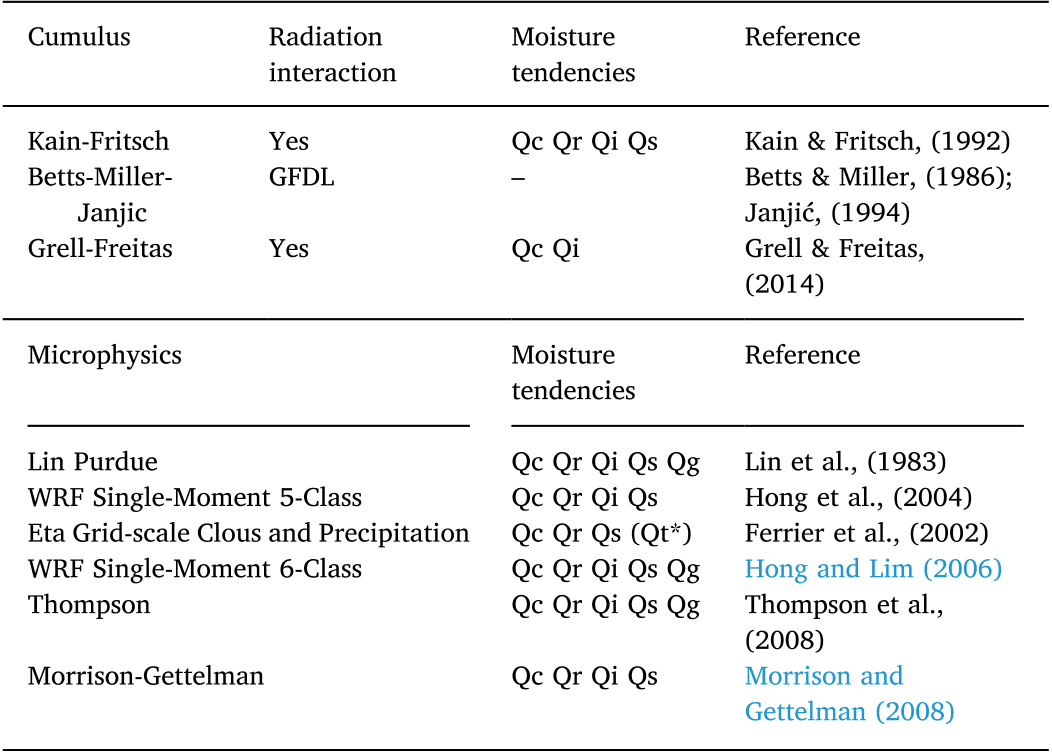 Cumulus Radiation interaction Moisture tendencies Reference
Kain-Fritsch Yes Qc Qr Qi Qs Kain & Fritsch, (1992)
Betts-Miller-Janjic GFDL – Betts & Miller, (1986); Janjić, (1994)
Grell-Freitas Yes Qc Qi Grell & Freitas, (2014)
Microphysics Moisture tendencies Reference
Lin Purdue Qc Qr Qi Qs Qg Lin et al., (1983)
WRF Single-Moment 5-Class Qc Qr Qi Qs Hong et al., (2004)
Eta Grid-scale Clous and Precipitation Qc Qr Qs (Qt*) Ferrier et al., (2002)
WRF Single-Moment 6-Class Qc Qr Qi Qs Qg Hong and Lim (2006)
Thompson Qc Qr Qi Qs Qg Thompson et al., (2008)
Morrison-Gettelman Qc Qr Qi Qs Morrison and Gettelman (2008)